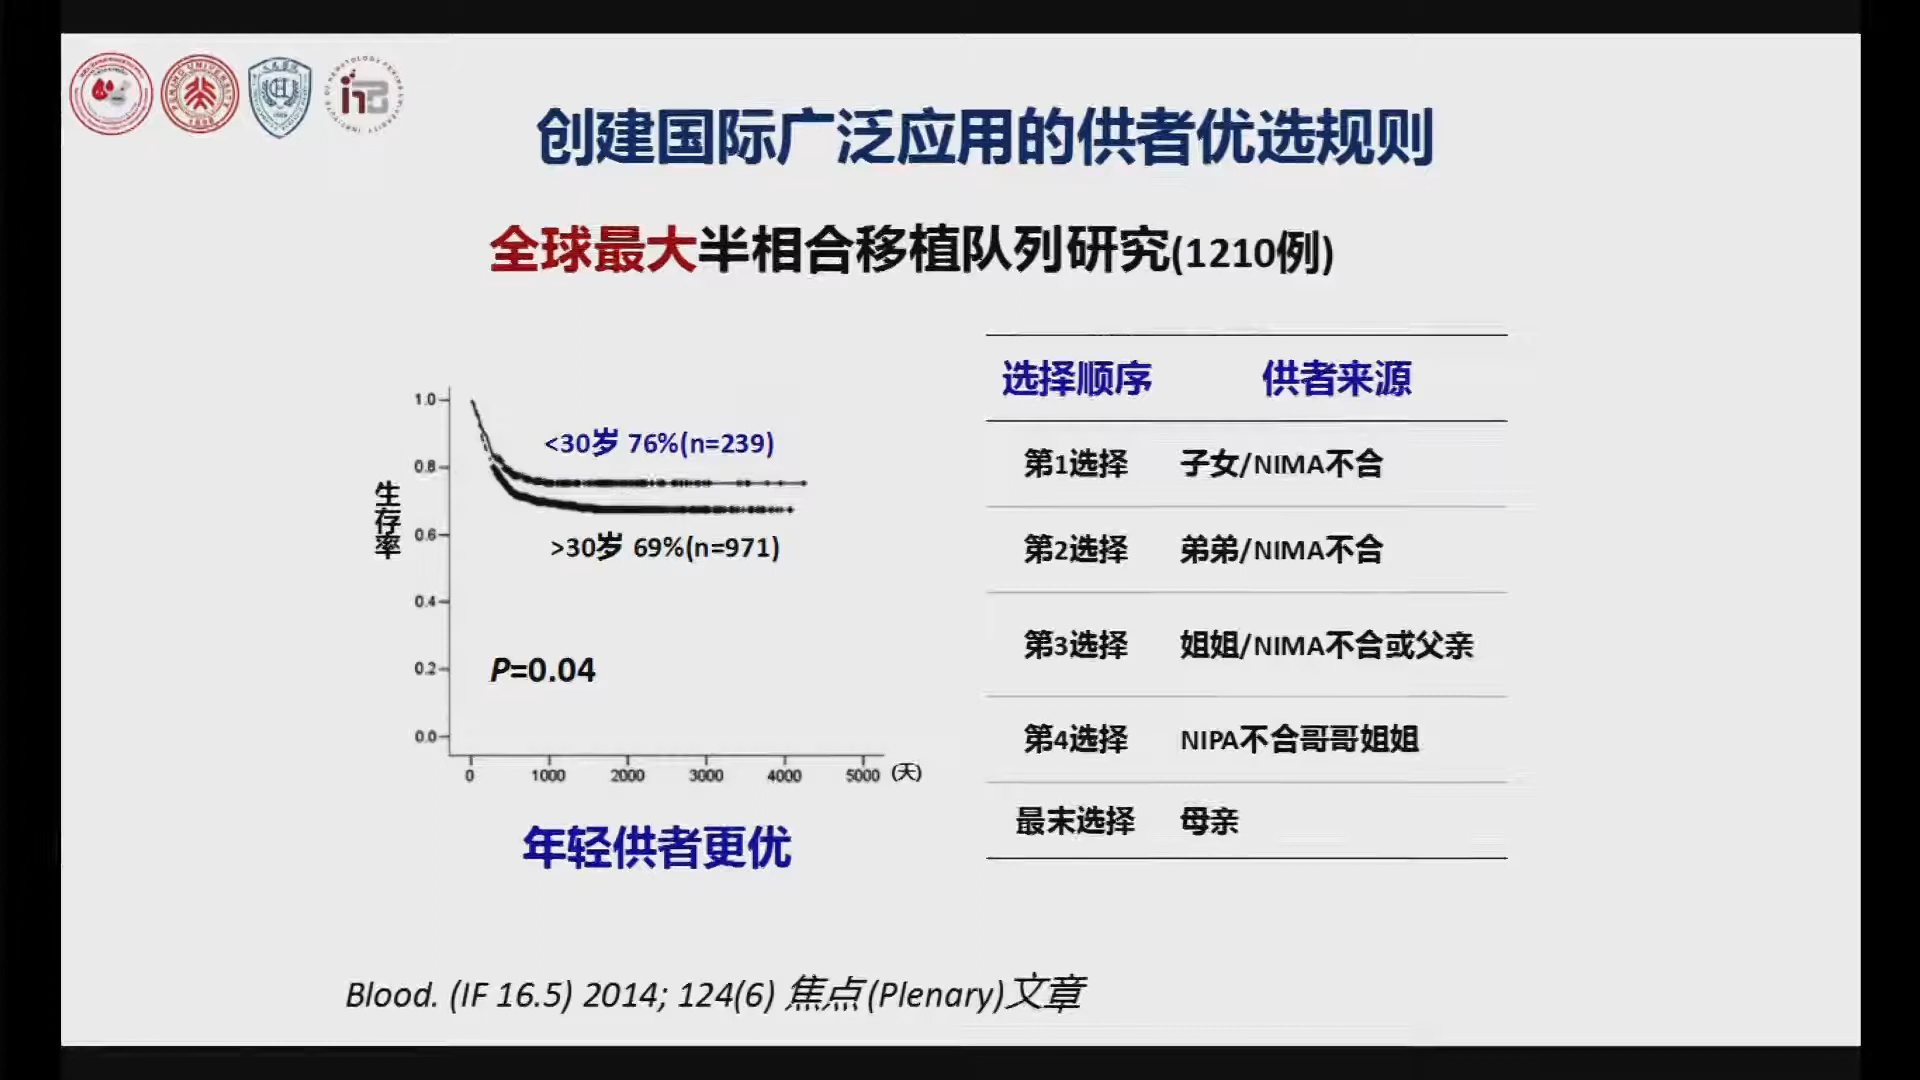 创建国际广泛应用的供者优选规则
全球最大半相合移植队列研究(1210例)
生存率
1.0
0.8
0.6
0.4
0.2
0.0
<30岁 76%(n=239)
>30岁 69%(n=971)
P=0.04
0 1000 2000 3000 4000 5000 (天)
年轻供者更优
选择顺序 供者来源
第1选择 子女/NIMA不合
第2选择 弟弟/NIMA不合
第3选择 姐姐/NIMA不合或父亲
第4选择 NIPA不合哥哥姐姐
最末选择 母亲
Blood. (IF 16.5) 2014; 124(6) 焦点(Plenary)文章